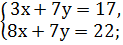 3x + 7y = 17,
8x + 7y = 22;